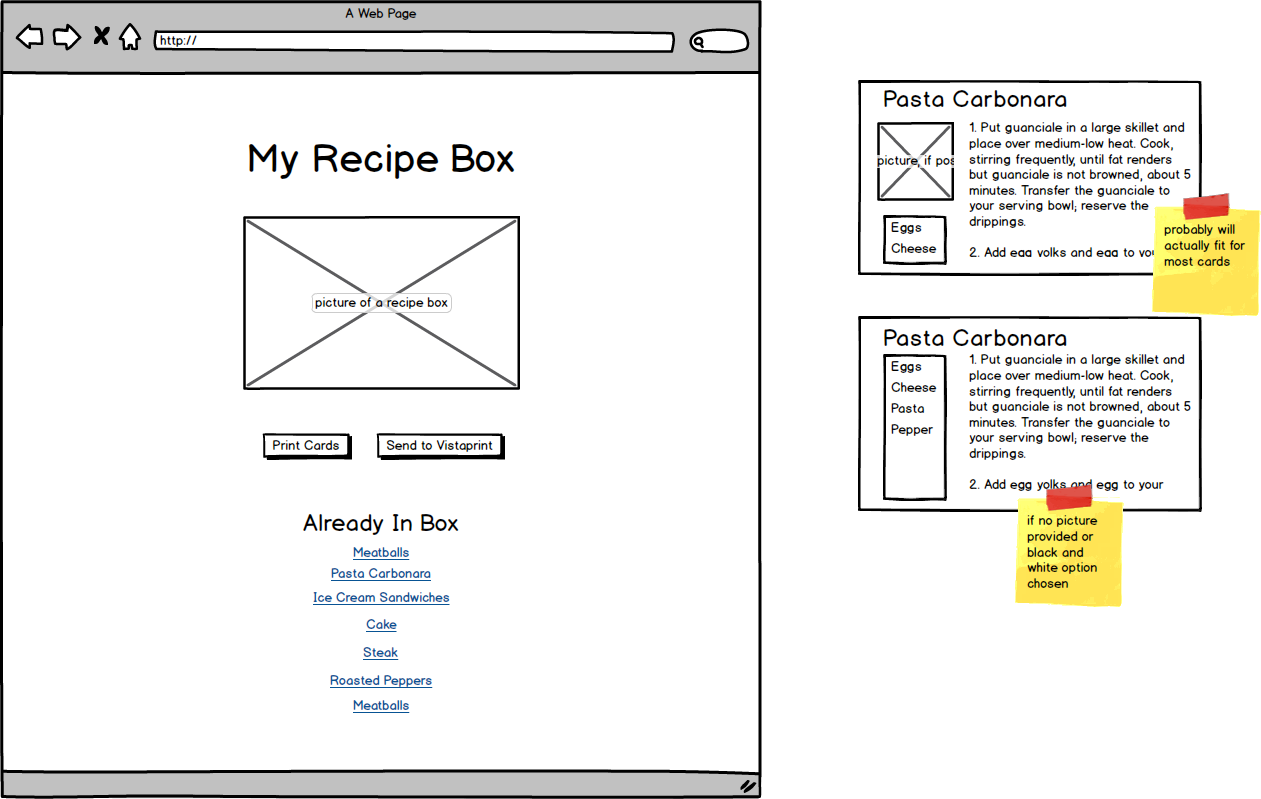 A Web Page
http://
My Recipe Box
picture of a recipe box
Print Cards
Send to Vistaprint
Already In Box
Meatballs
Pasta Carbonara
Ice Cream Sandwiches
Cake
Steak
Roasted Peppers
Meatballs
Pasta Carbonara
picture, if pos
Eggs
Cheese
1. Put guanciale in a large skillet and
place over medium-low heat. Cook,
stirring frequently, until fat renders
but guanciale is not browned, about 5
minutes. Transfer the guanciale to
your serving bowl; reserve the
drippings.
2. Add egg yolks and egg to you
probably will
actually fit for
most cards
Pasta Carbonara
Eggs
Cheese
Pasta
Pepper
1. Put guanciale in a large skillet and
place over medium-low heat. Cook,
stirring frequently, until fat renders
but guanciale is not browned, about 5
minutes. Transfer the guanciale to
your serving bowl; reserve the
drippings.
2. Add egg yolks and egg to your
if no picture
provided or
black and
white option
chosen